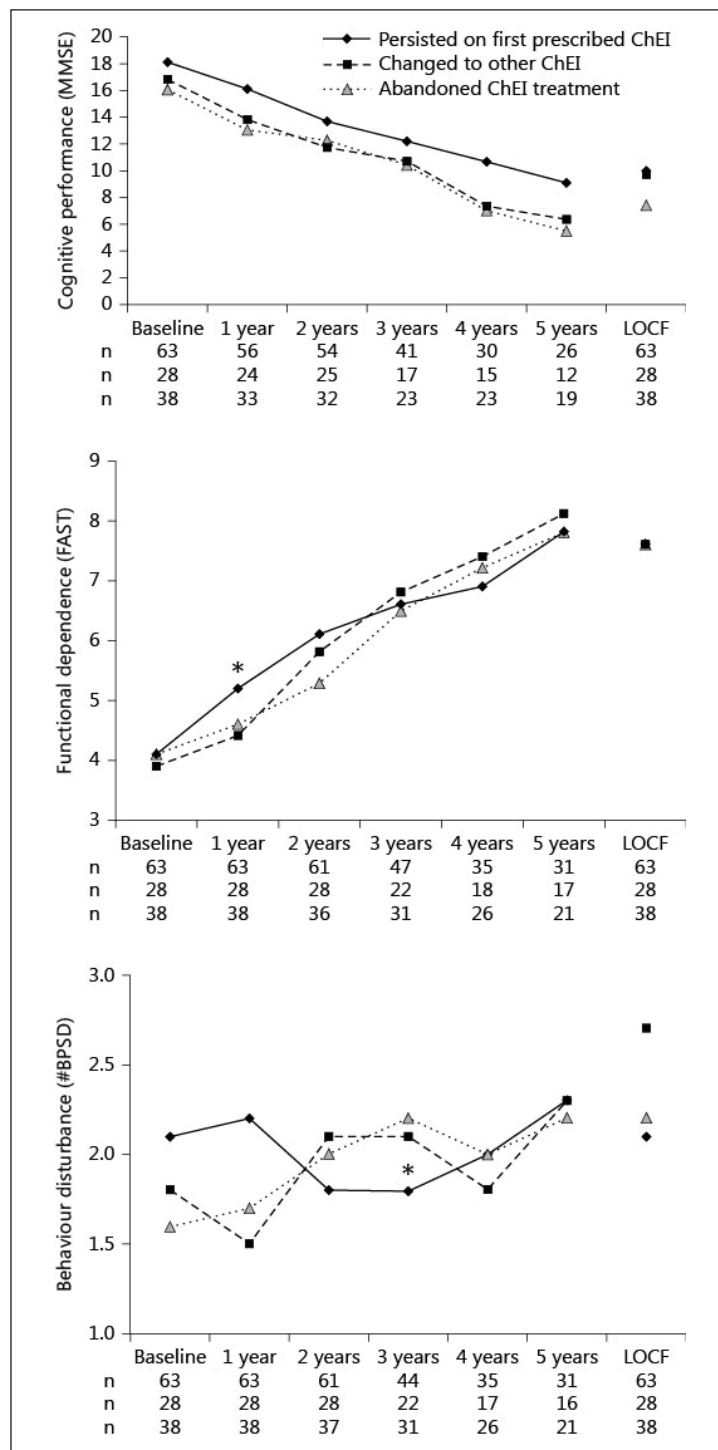 Cognitive performance (MMSE)
20
18
16
14
12
10
8
6
4
2
0
Persisted on first prescribed ChEI
Changed to other ChEI
Abandoned ChEI treatment
Baseline 1 year 2 years 3 years 4 years 5 years LOCF
n 63 56 54 41 30 26 63
n 28 24 25 17 15 12 28
n 38 33 32 23 23 19 38
Functional dependence (FAST)
9
8
7
6
5
4
3
*
Baseline 1 year 2 years 3 years 4 years 5 years LOCF
n 63 63 61 47 35 31 63
n 28 28 28 22 18 17 28
n 38 38 36 31 26 21 38
Behaviour disturbance (#BPSD)
3.0
2.5
2.0
1.5
1.0
*
Baseline 1 year 2 years 3 years 4 years 5 years LOCF
n 63 63 61 44 35 31 63
n 28 28 28 22 17 16 28
n 38 38 37 31 26 21 38